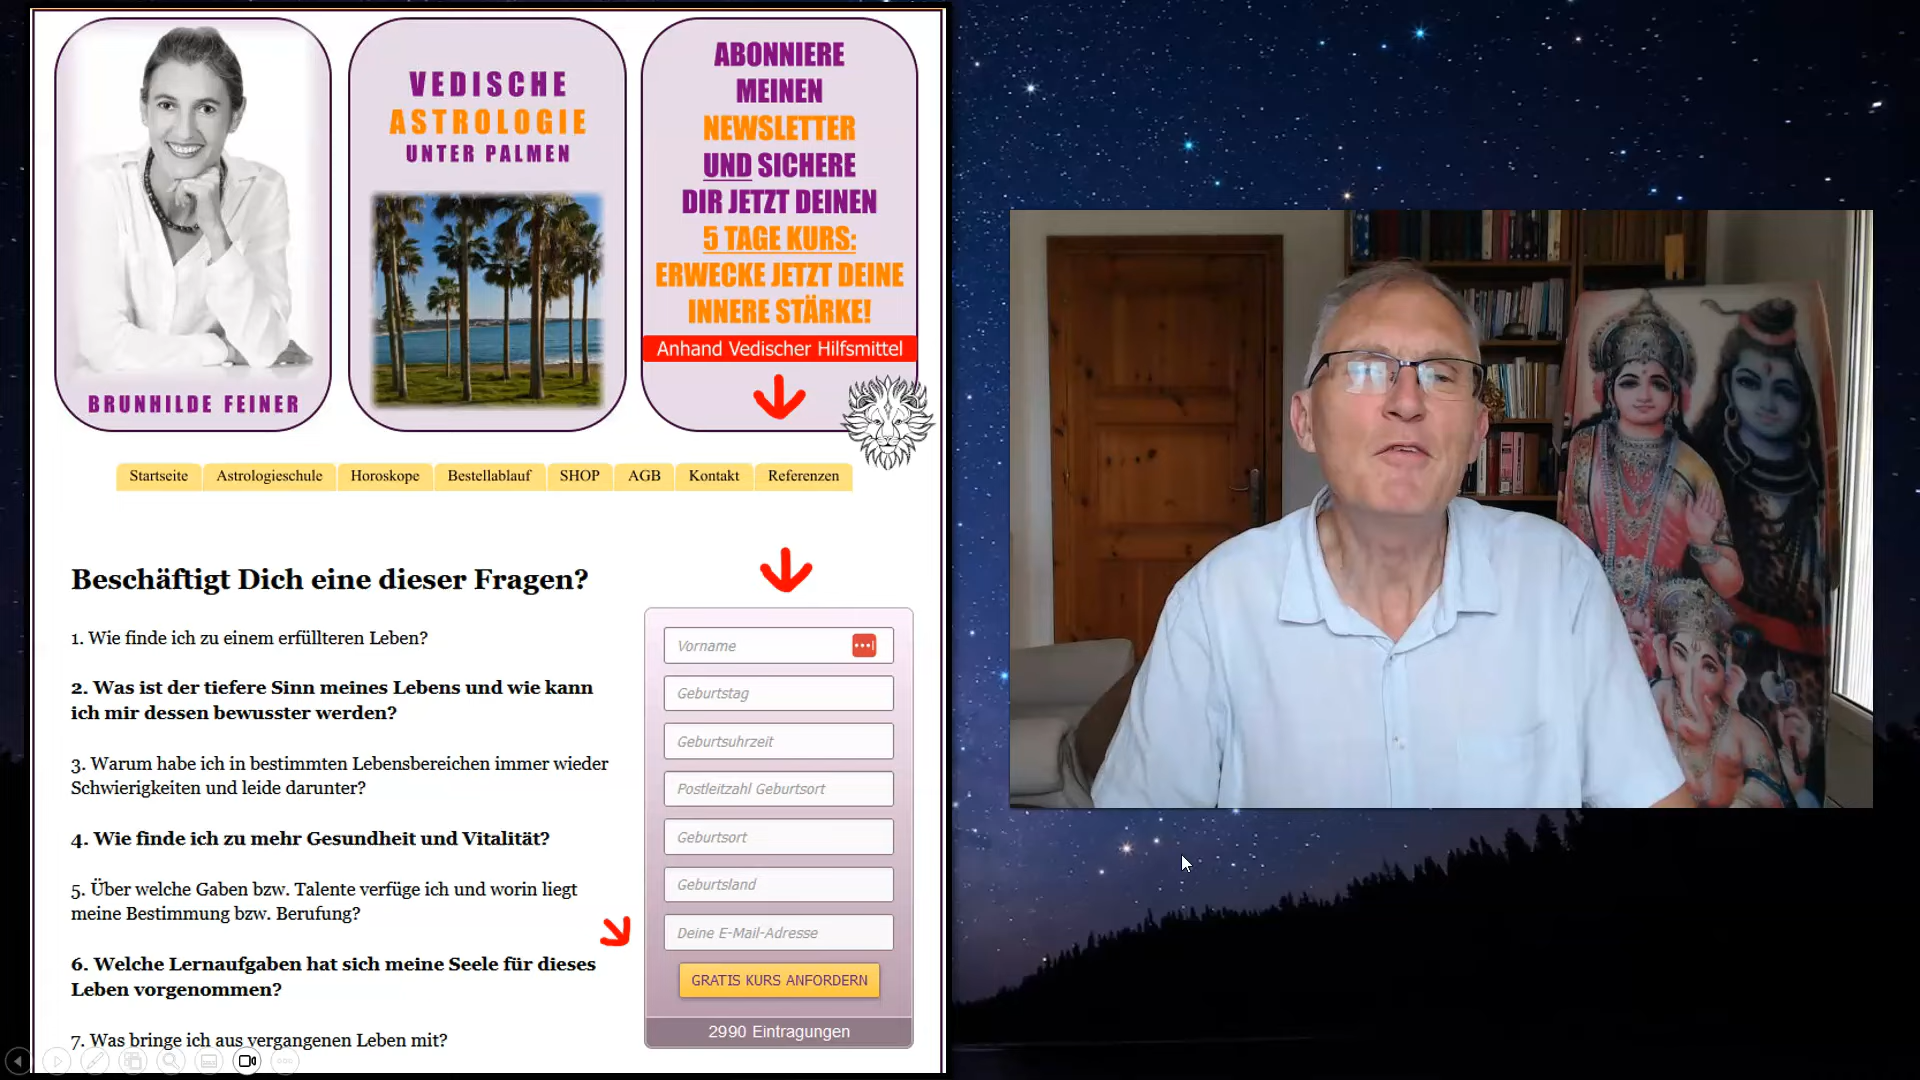 BRUNHILDE FEINER
VEDISCHE
ASTROLOGIE
UNTER PALMEN
ABONNIERE
MEINEN
NEWSLETTER
UND SICHERE
DIR JETZT DEINEN
5 TAGE KURS:
ERWECKE JETZT DEINE
INNERE STÄRKE!
Anhand Vedischer Hilfsmittel
Startseite Astrologieschule Horoskope Bestellablauf SHOP AGB Kontakt Referenzen
Beschäftigt Dich eine dieser Fragen?
1. Wie finde ich zu einem erfüllteren Leben?
2. Was ist der tiefere Sinn meines Lebens und wie kann
ich mir dessen bewusster werden?
3. Warum habe ich in bestimmten Lebensbereichen immer wieder
Schwierigkeiten und leide darunter?
4. Wie finde ich zu mehr Gesundheit und Vitalität?
5. Über welche Gaben bzw. Talente verfüge ich und worin liegt
meine Bestimmung bzw. Berufung?
6. Welche Lernaufgaben hat sich meine Seele für dieses
Leben vorgenommen?
7. Was bringe ich aus vergangenen Leben mit?
Vorname
Geburtstag
Geburtsuhrzeit
Postleitzahl Geburtsort
Geburtsort
Geburtsland
Deine E-Mail-Adresse
GRATIS KURS ANFORDERN
2990 Eintragungen